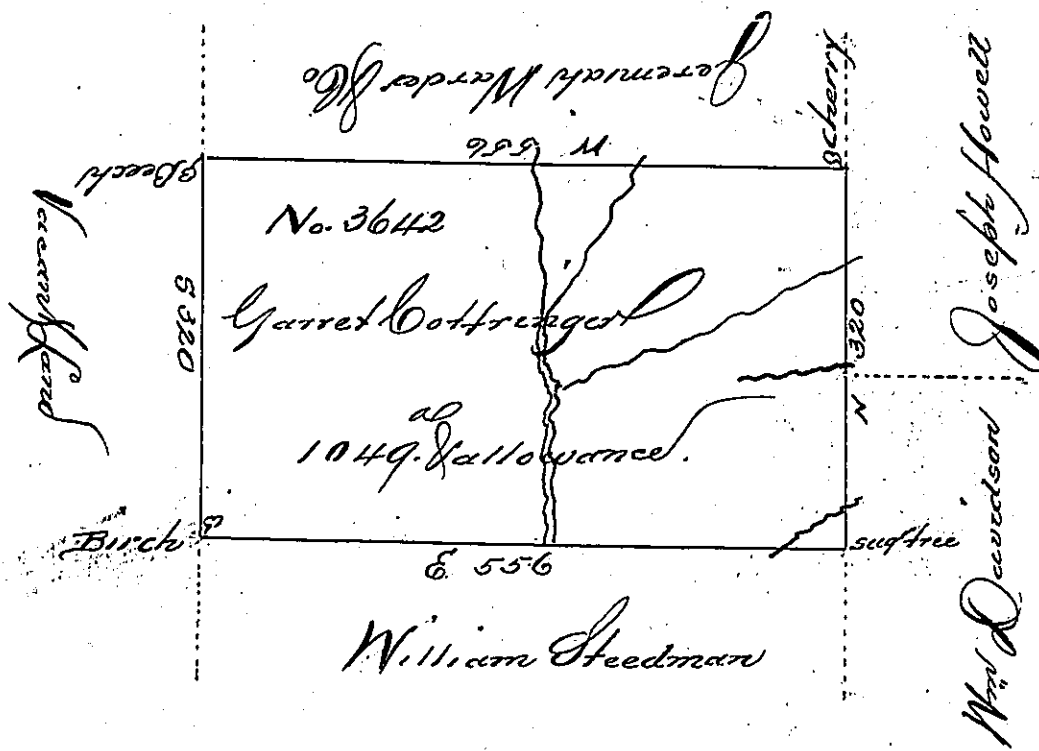 Jeremiah Warder & Co
Cherry
Joseph Howell
Beech
W 556
No. 3642
Garret Cottringer
Vacant Land
S 320
N 320
1049. a & allowance.
Birch
E 556
sugtree
Wm Davidson
William Steedman